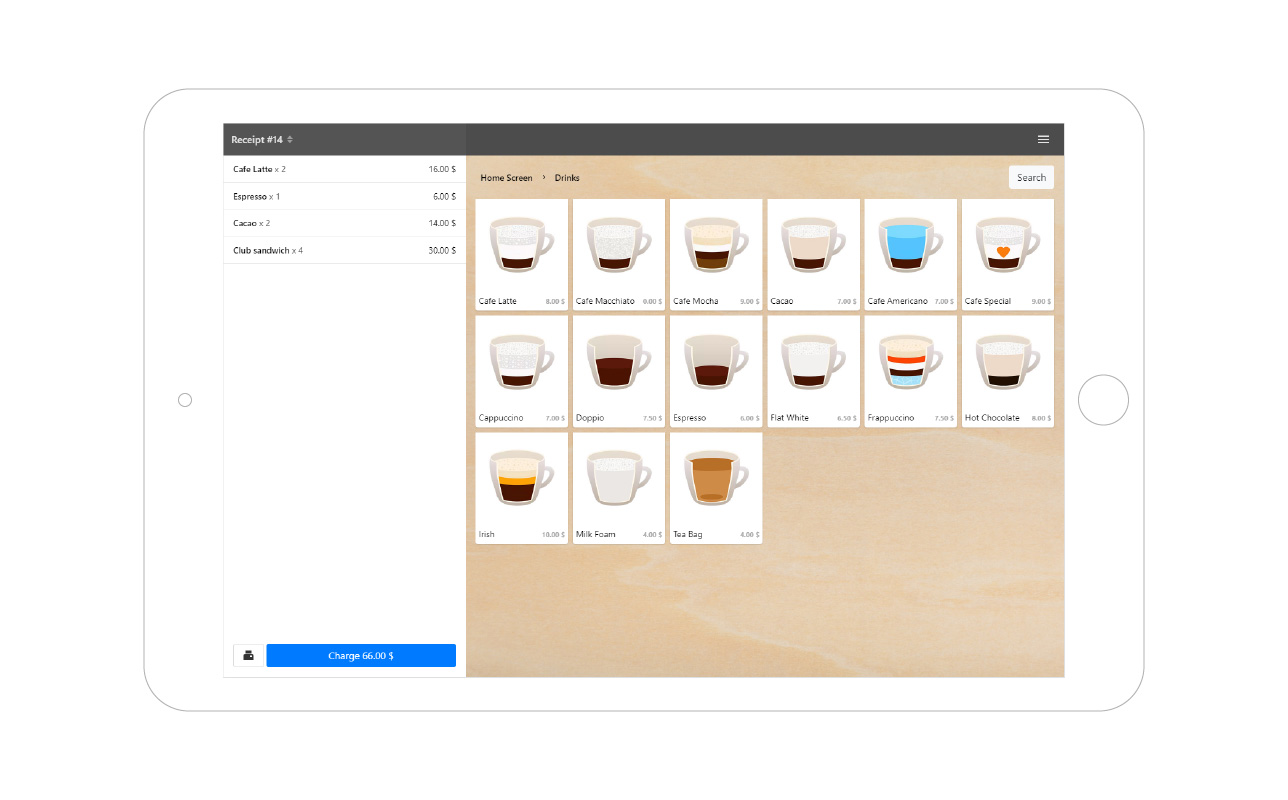 Receipt #14
Cafe Latte x 2 16.00 $
Espresso x 1 6.00 $
Cacao x 2 14.00 $
Club sandwich x 4 30.00 $
Charge 66.00 $
Home Screen › Drinks Search
Cafe Latte 8.00 $ Cafe Macchiato 6.00 $ Cafe Mocha 9.00 $ Cacao 7.00 $ Cafe Americano 7.00 $ Cafe Special 9.00 $
Cappuccino 7.00 $ Doppio 7.50 $ Espresso 6.00 $ Flat White 6.50 $ Frappuccino 7.50 $ Hot Chocolate 8.00 $
Irish 10.00 $ Milk Foam 4.00 $ Tea Bag 4.00 $